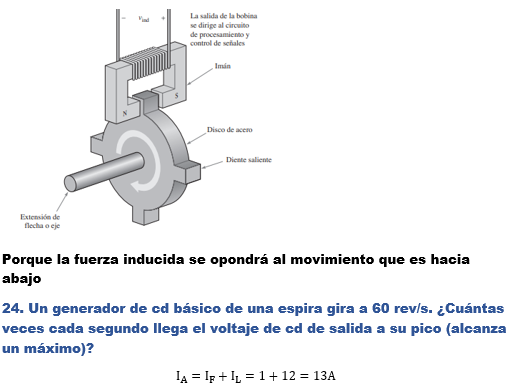 − v_ind +
La salida de la bobina
se dirige al circuito
de procesamiento y
control de señales
Imán
N
S
Disco de acero
Diente saliente
Extensión de
flecha o eje
Porque la fuerza inducida se opondrá al movimiento que es hacia
abajo
24. Un generador de cd básico de una espira gira a 60 rev/s. ¿Cuántas
veces cada segundo llega el voltaje de cd de salida a su pico (alcanza
un máximo)?
I_A = I_F + I_L = 1 + 12 = 13A